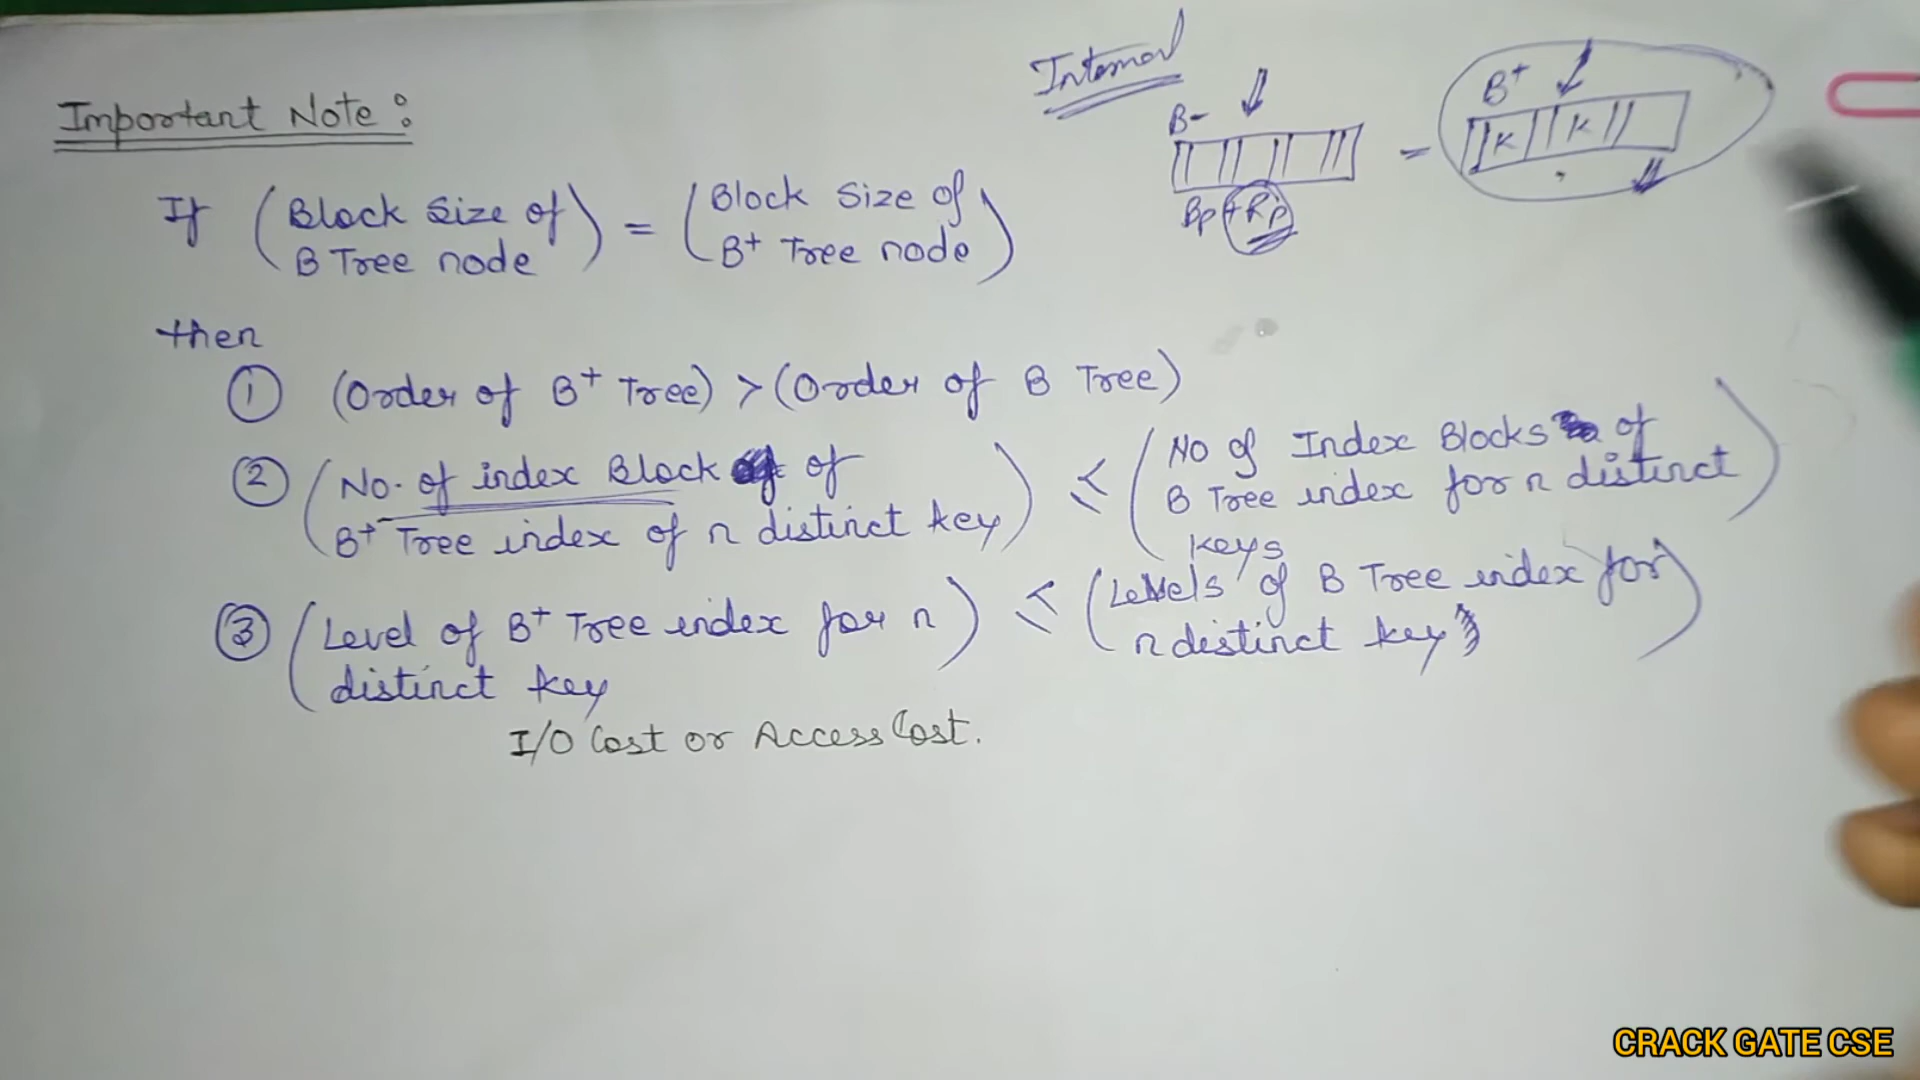 Important Note :
Internal
B-
B+
K K
Bp + Rp
If (Block Size of B Tree node) = (Block Size of B+ Tree node)
then
① (Order of B+ Tree) > (Order of B Tree)
② (No. of index Block of B+ Tree index of n distinct key) ≤ (No of Index Blocks of B Tree index for n distinct keys)
③ (Level of B+ Tree index for n distinct key) ≤ (Levels of B Tree index for n distinct key)
I/O Cost or Access Cost.
CRACK GATE CSE